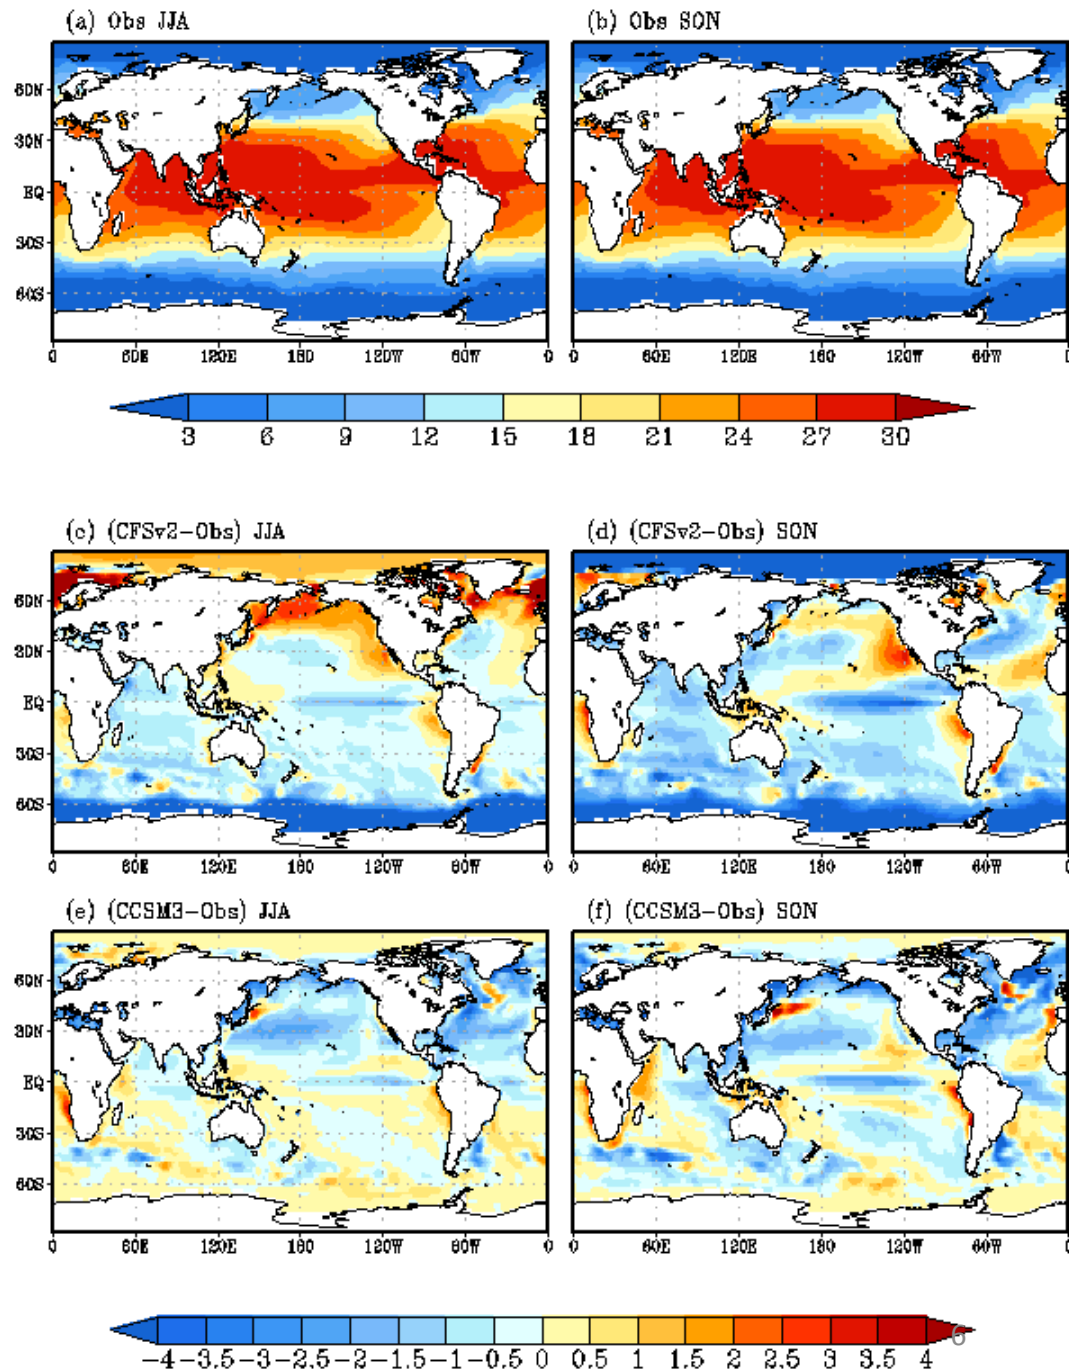 (a) Obs JJA
(b) Obs SON
60N
30N
EQ
30S
60S
0 60E 120E 180 120W 60W 0
0 60E 120E 180 120W 60W 0
3 6 9 12 15 18 21 24 27 30
(c) (CFSv2-Obs) JJA
(d) (CFSv2-Obs) SON
60N
30N
EQ
30S
60S
0 60E 120E 180 120W 60W 0
0 60E 120E 180 120W 60W 0
(e) (CCSM3-Obs) JJA
(f) (CCSM3-Obs) SON
60N
30N
EQ
30S
60S
0 60E 120E 180 120W 60W 0
0 60E 120E 180 120W 60W 0
6
-4 -3.5 -3 -2.5 -2 -1.5 -1 -0.5 0 0.5 1 1.5 2 2.5 3 3.5 4